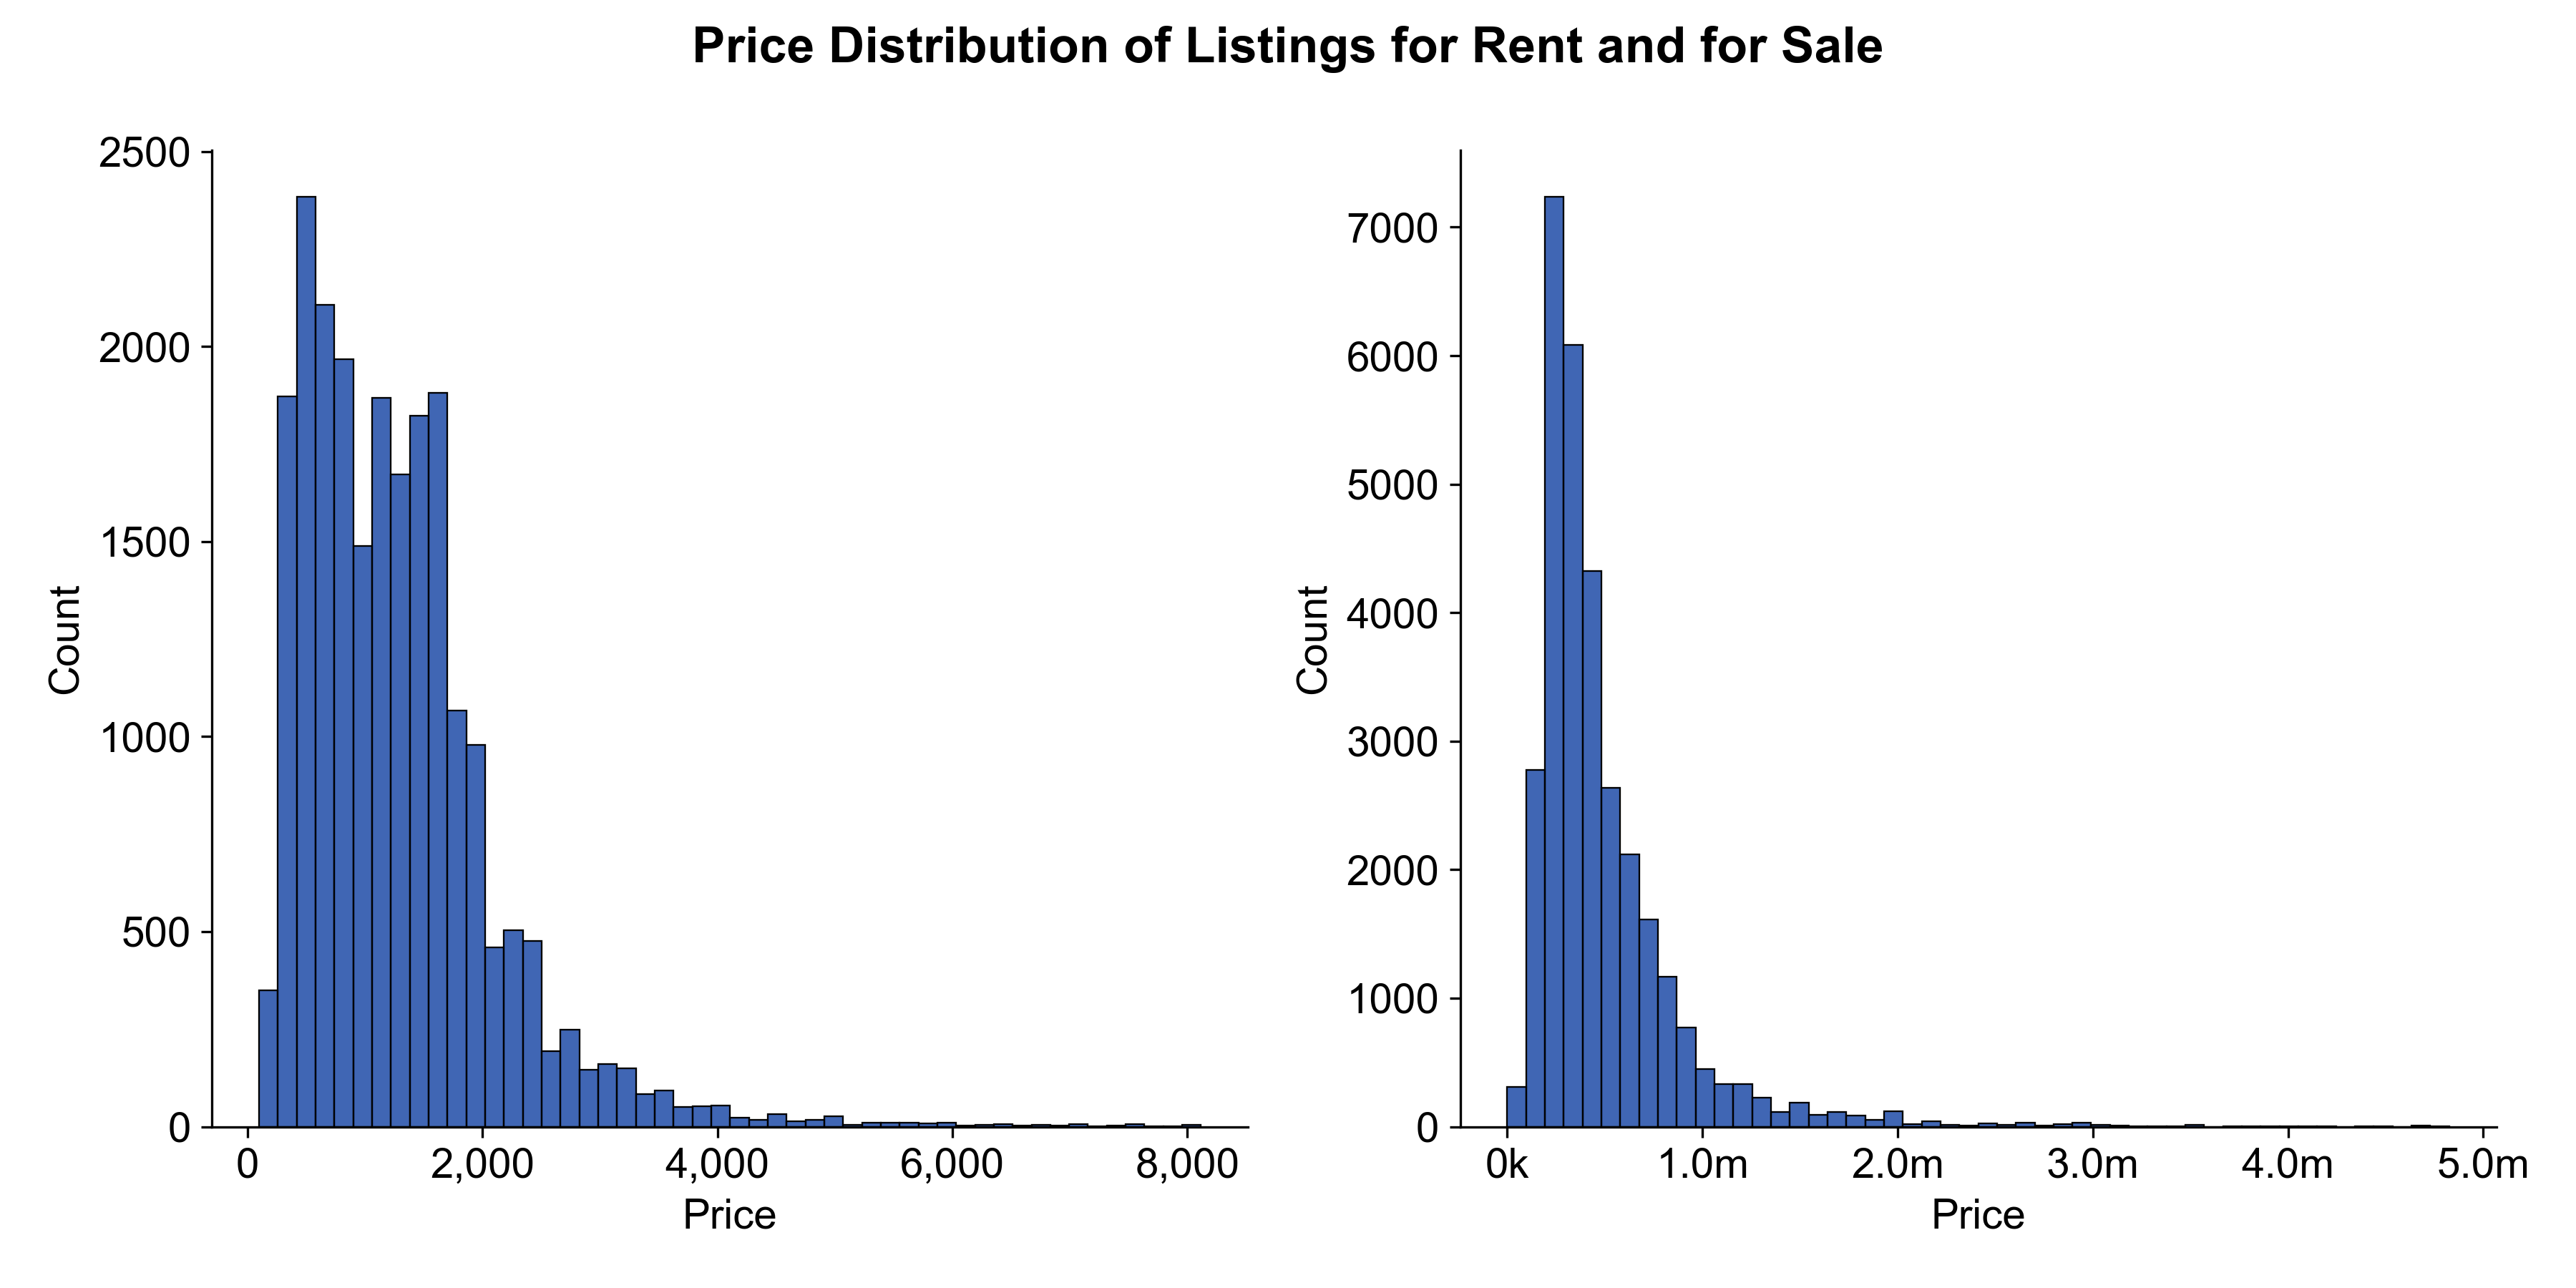 Price Distribution of Listings for Rent and for Sale
2500
2000
1500
1000
500
0
Count
0 2,000 4,000 6,000 8,000
Price
7000
6000
5000
4000
3000
2000
1000
0
Count
0k 1.0m 2.0m 3.0m 4.0m 5.0m
Price